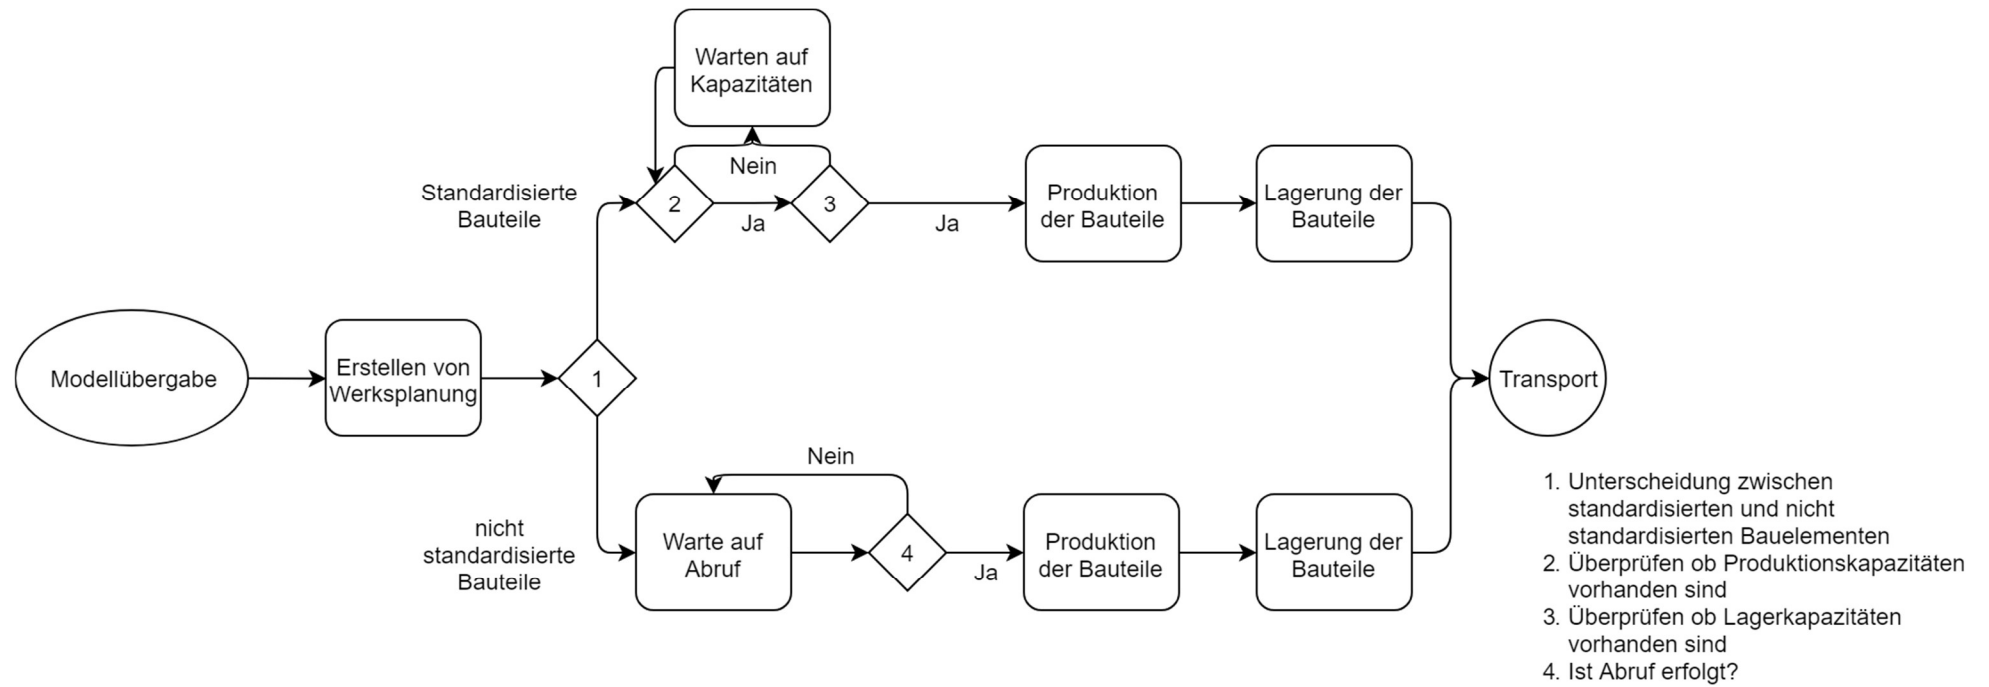 Warten auf
Kapazitäten
Nein
Standardisierte
Bauteile
2
Ja
3
Ja
Produktion
der Bauteile
Lagerung der
Bauteile
Modellübergabe
Erstellen von
Werksplanung
1
Transport
Nein
nicht
standardisierte
Bauteile
Warte auf
Abruf
4
Ja
Produktion
der Bauteile
Lagerung der
Bauteile
1. Unterscheidung zwischen
standardisierten und nicht
standardisierten Bauelementen
2. Überprüfen ob Produktionskapazitäten
vorhanden sind
3. Überprüfen ob Lagerkapazitäten
vorhanden sind
4. Ist Abruf erfolgt?